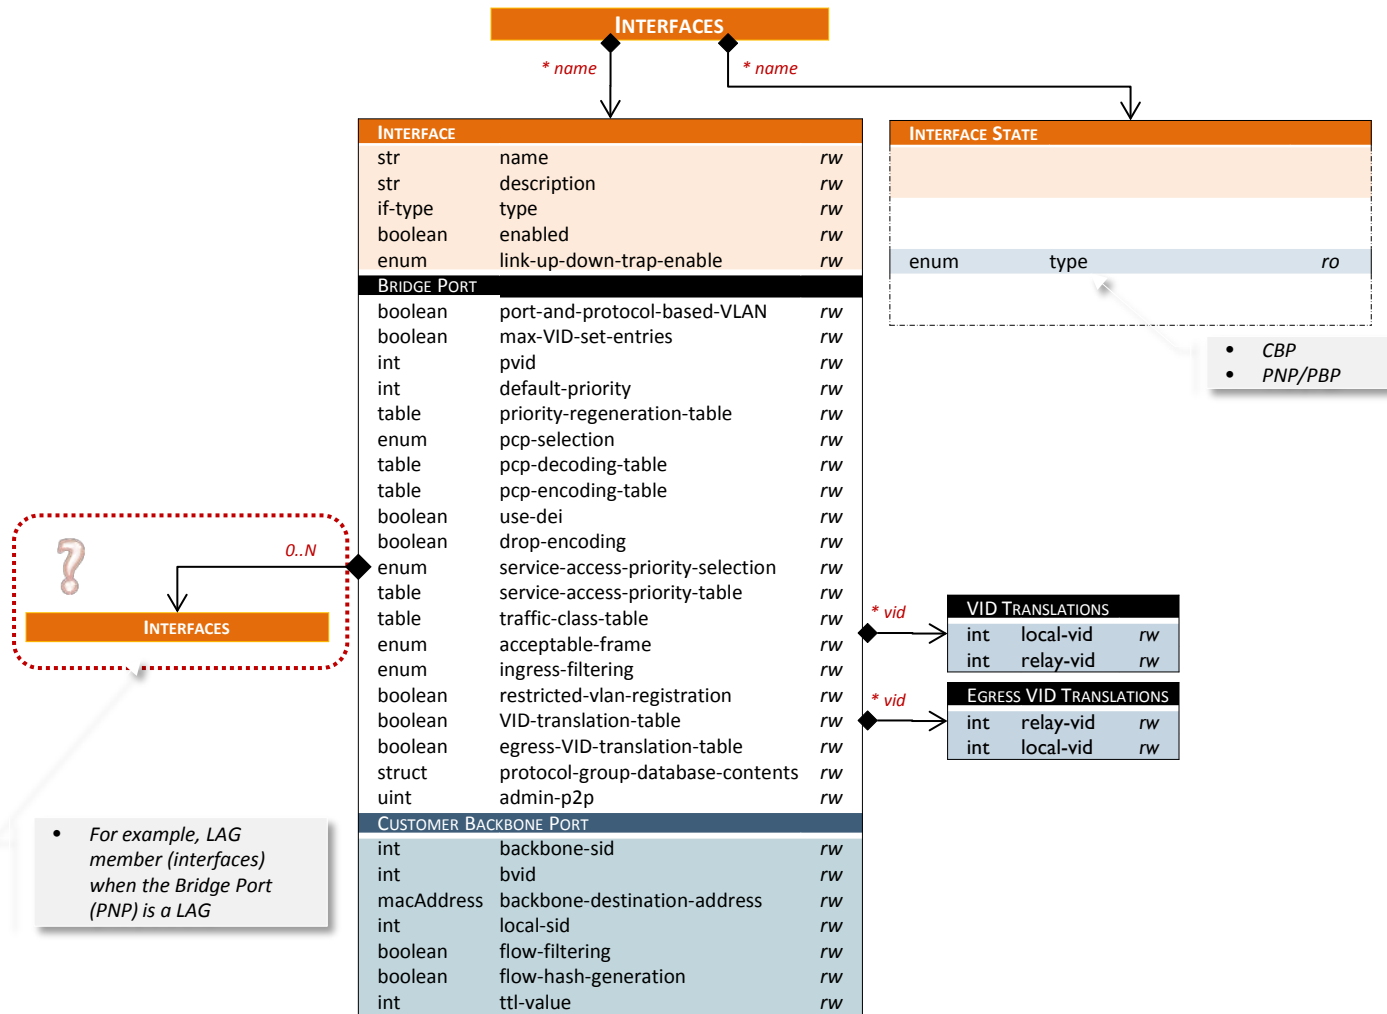 INTERFACES
* name
* name
INTERFACE
str name rw
str description rw
if-type type rw
boolean enabled rw
enum link-up-down-trap-enable rw
BRIDGE PORT
boolean port-and-protocol-based-VLAN rw
boolean max-VID-set-entries rw
int pvid rw
int default-priority rw
table priority-regeneration-table rw
enum pcp-selection rw
table pcp-decoding-table rw
table pcp-encoding-table rw
boolean use-dei rw
boolean drop-encoding rw
enum service-access-priority-selection rw
table service-access-priority-table rw
table traffic-class-table rw
enum acceptable-frame rw
enum ingress-filtering rw
boolean restricted-vlan-registration rw
boolean VID-translation-table rw
boolean egress-VID-translation-table rw
struct protocol-group-database-contents rw
uint admin-p2p rw
CUSTOMER BACKBONE PORT
int backbone-sid rw
int bvid rw
macAddress backbone-destination-address rw
int local-sid rw
boolean flow-filtering rw
boolean flow-hash-generation rw
int ttl-value rw
INTERFACE STATE
enum type ro
• CBP
• PNP/PBP
?
0..N
INTERFACES
• For example, LAG
member (interfaces)
when the Bridge Port
(PNP) is a LAG
* vid
VID TRANSLATIONS
int local-vid rw
int relay-vid rw
* vid
EGRESS VID TRANSLATIONS
int relay-vid rw
int local-vid rw